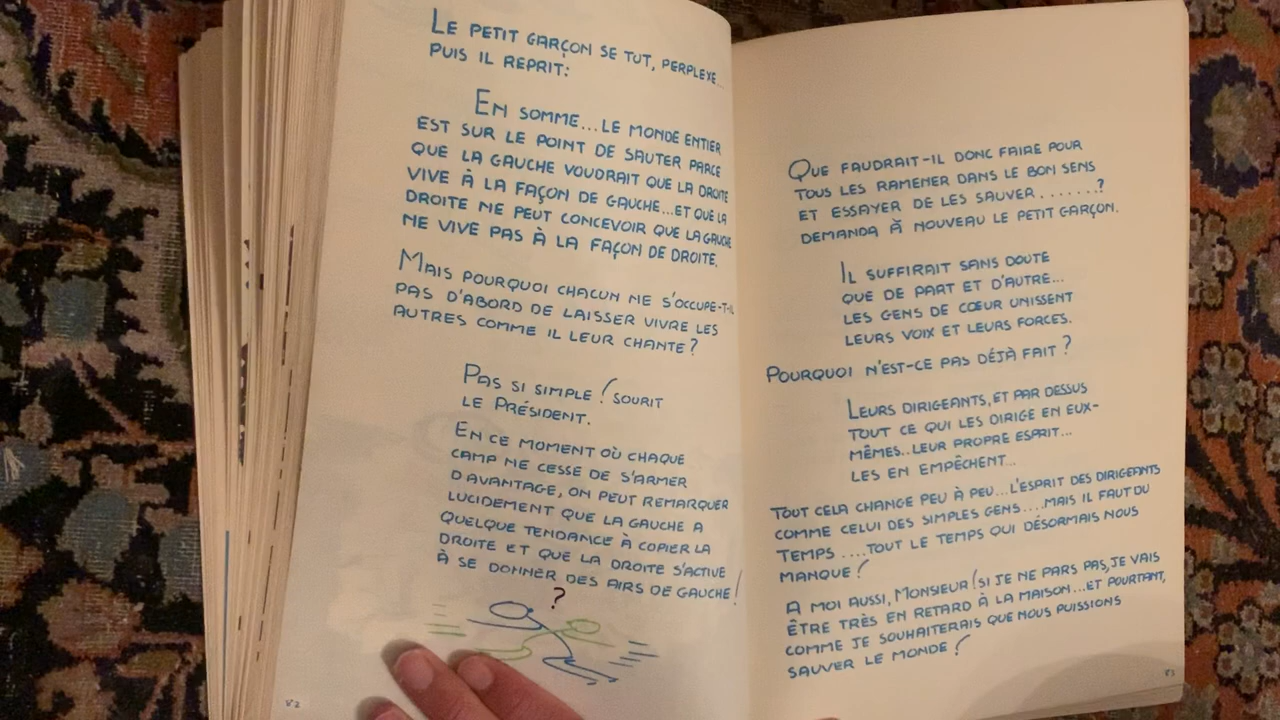 LE PETIT GARÇON SE TUT, PERPLEXE...
PUIS IL REPRIT:
EN SOMME...LE MONDE ENTIER
EST SUR LE POINT DE SAUTER PARCE
QUE LA GAUCHE VOUDRAIT QUE LA DROITE
VIVE À LA FAÇON DE GAUCHE...ET QUE LA
DROITE NE PEUT CONCEVOIR QUE LA GAUCHE
NE VIVE PAS À LA FAÇON DE DROITE.
MAIS POURQUOI CHACUN NE S'OCCUPE-T-IL
PAS D'ABORD DE LAISSER VIVRE LES
AUTRES COMME IL LEUR CHANTE?
PAS SI SIMPLE! SOURIT
LE PRÉSIDENT.
EN CE MOMENT OÙ CHAQUE
CAMP NE CESSE DE S'ARMER
DAVANTAGE, ON PEUT REMARQUER
LUCIDEMENT QUE LA GAUCHE A
QUELQUE TENDANCE À COPIER LA
DROITE ET QUE LA DROITE S'ACTIVE
À SE DONNER DES AIRS DE GAUCHE!
?
82
QUE FAUDRAIT-IL DONC FAIRE POUR
TOUS LES RAMENER DANS LE BON SENS
ET ESSAYER DE LES SAUVER.......?
DEMANDA À NOUVEAU LE PETIT GARÇON.
IL SUFFIRAIT SANS DOUTE
QUE DE PART ET D'AUTRE...
LES GENS DE CŒUR UNISSENT
LEURS VOIX ET LEURS FORCES.
POURQUOI N'EST-CE PAS DÉJÀ FAIT?
LEURS DIRIGEANTS, ET PAR DESSUS
TOUT CE QUI LES DIRIGE EN EUX-
MÊMES..LEUR PROPRE ESPRIT...
LES EN EMPÊCHENT...
TOUT CELA CHANGE PEU À PEU...L'ESPRIT DES DIRIGEANTS
COMME CELUI DES SIMPLES GENS....MAIS IL FAUT DU
TEMPS....TOUT LE TEMPS QUI DÉSORMAIS NOUS
MANQUE!
A MOI AUSSI, MONSIEUR! SI JE NE PARS PAS, JE VAIS
ÊTRE TRÈS EN RETARD À LA MAISON...ET POURTANT,
COMME JE SOUHAITERAIS QUE NOUS PUISSIONS
SAUVER LE MONDE!
83